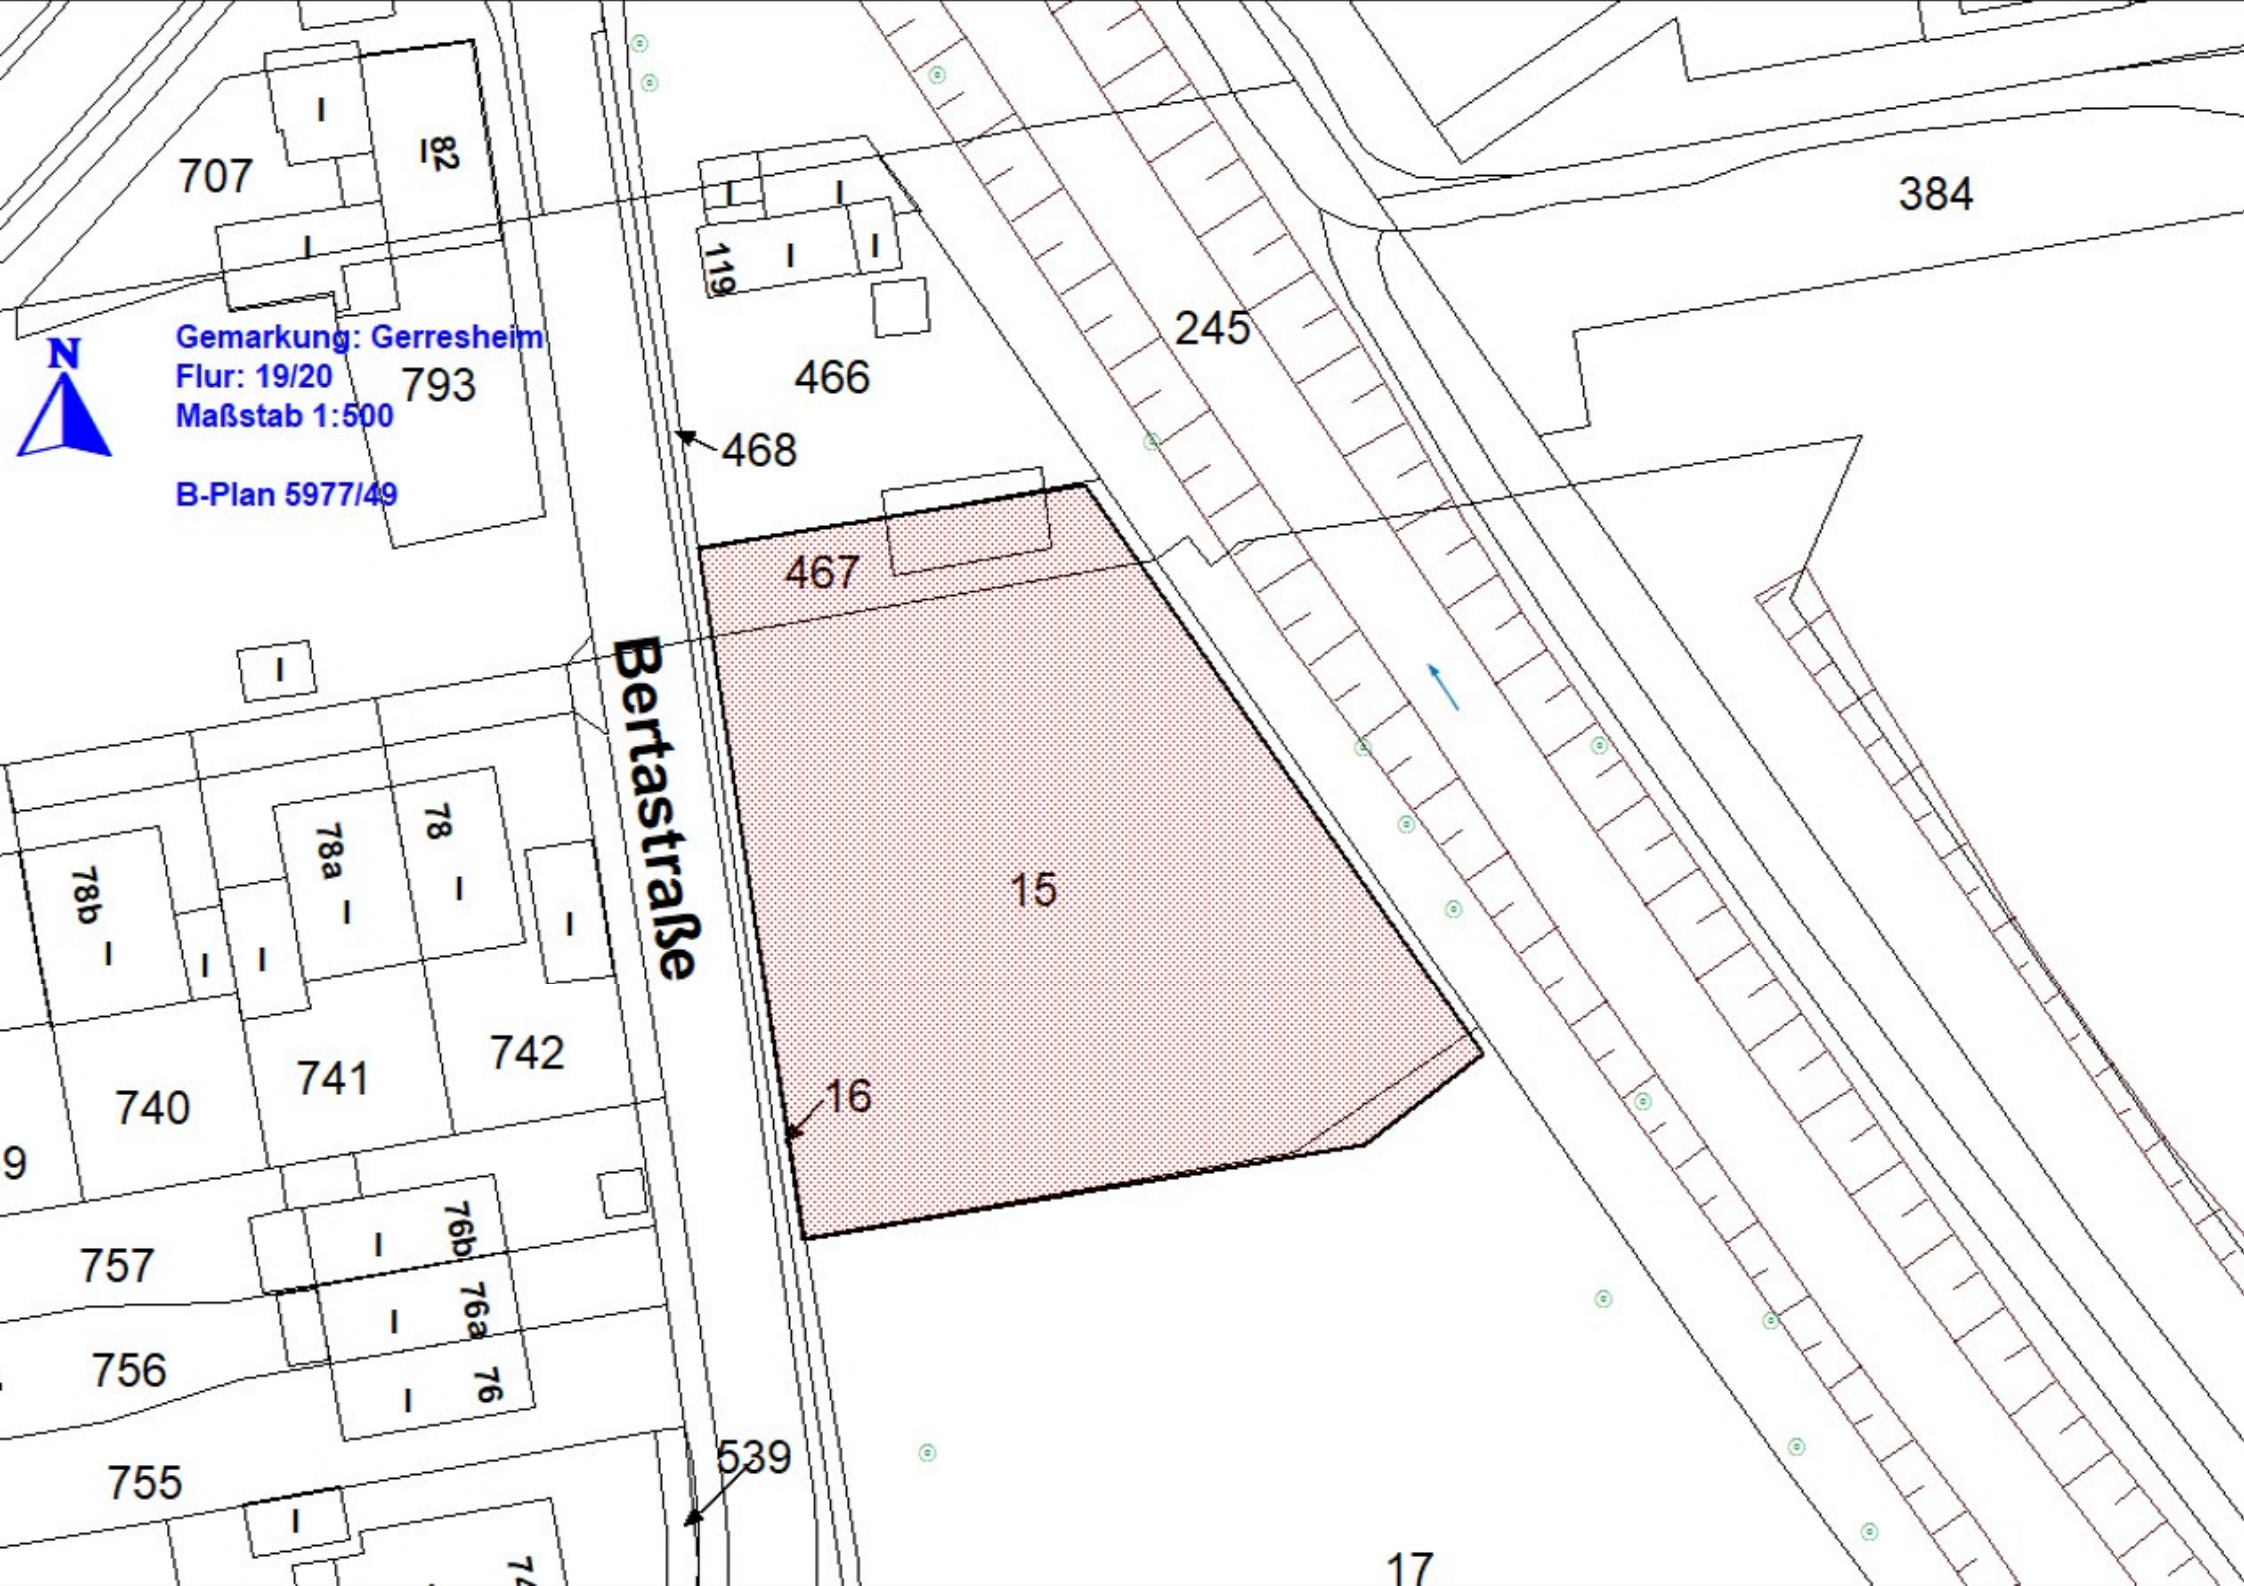 I
I
82
707
I
I
I
119
I
I
384
245
N
Gemarkung: Gerresheim
Flur: 19/20
Maßstab 1:500
B-Plan 5977/49
793
466
468
467
I
Bertastraße
78
78a
I
I
78b
I
I
I
I
15
742
741
740
16
9
76b
I
757
76a
I
756
76
I
539
755
I
17